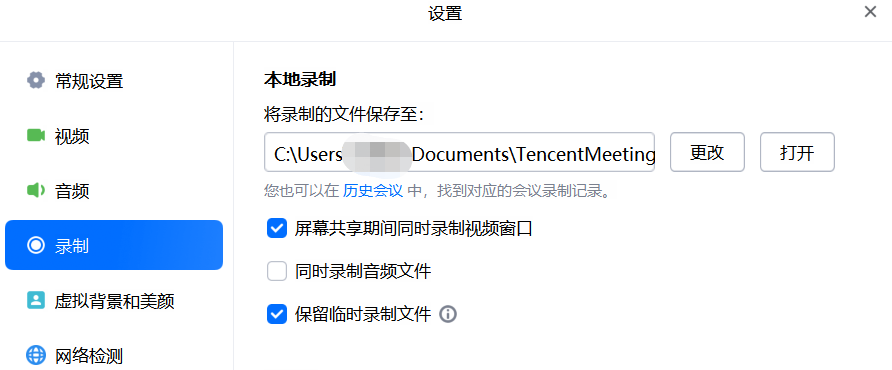 设置
常规设置
视频
音频
录制
虚拟背景和美颜
网络检测
本地录制
将录制的文件保存至：
C:\Users Documents\TencentMeeting
更改
打开
您也可以在 历史会议 中，找到对应的会议录制记录。
屏幕共享期间同时录制视频窗口
同时录制音频文件
保留临时录制文件